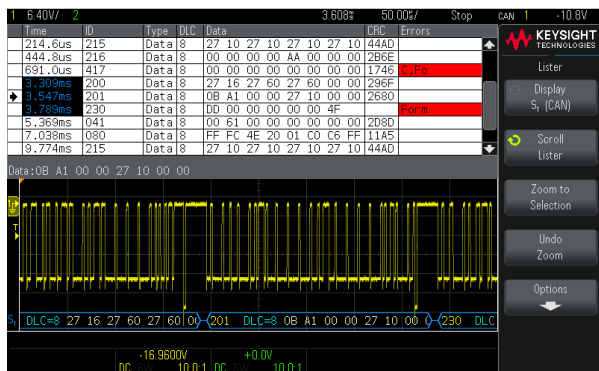 1 6.40V/ 2 3.608s 50.00s/ Stop CAN 1 -10.8V
Time ID Type DLC Data CRC Errors
214.6us 215 Data 8 27 10 27 10 27 10 27 10 44AD
444.8us 216 Data 8 00 00 00 00 AA 00 00 00 2B6E
691.0us 417 Data 8 00 00 00 00 00 00 00 00 1746 C,Fo
3.309ms 200 Data 8 27 16 27 60 27 60 00 00 296F
3.547ms 201 Data 8 0B A1 00 00 27 10 00 00 2680
3.789ms 230 Data 8 DD 00 00 00 00 00 4F Form
5.369ms 041 Data 8 00 61 00 00 00 00 00 00 2D8D
7.038ms 080 Data 8 FF FC 4E 20 01 C0 C6 FF 11A5
9.774ms 215 Data 8 27 10 27 10 27 10 27 10 44AD
Data:0B A1 00 00 27 10 00 00
T
S1 DLC=8 27 16 27 60 27 60 00 201 DLC=8 0B A1 00 00 27 10 00 230 DLC
-16.9600V +0.0V
DC 10.0:1 DC 10.0:1
KEYSIGHT
TECHNOLOGIES
Lister
Display
S1 (CAN)
Scroll
Lister
Zoom to
Selection
Undo
Zoom
Options